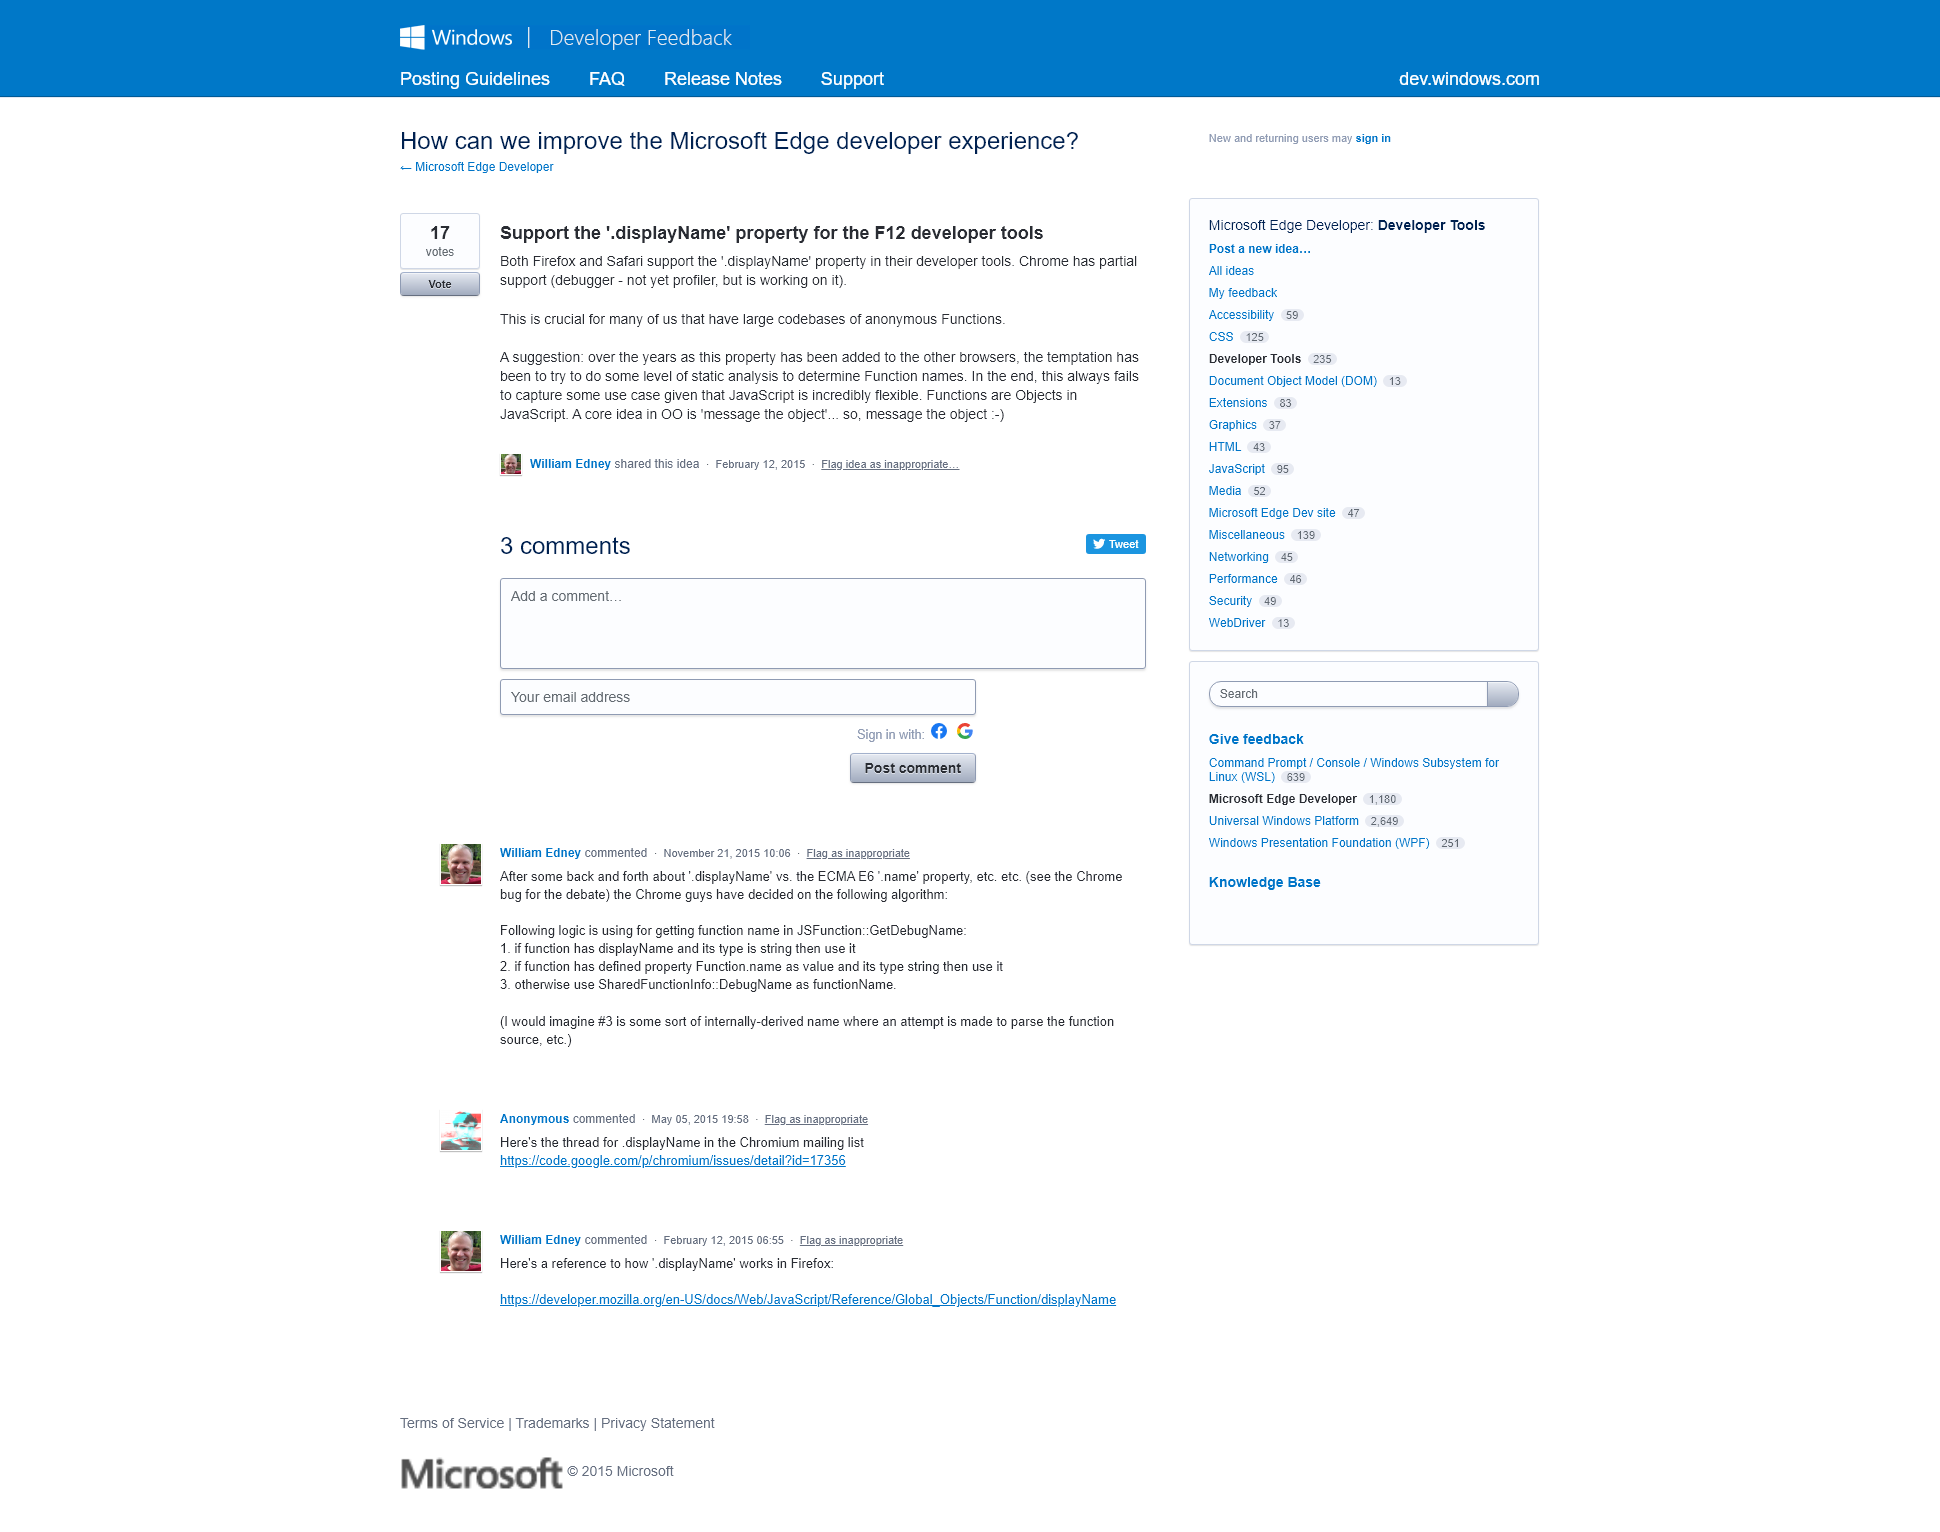 Windows | Developer Feedback
Posting Guidelines FAQ Release Notes Support dev.windows.com
How can we improve the Microsoft Edge developer experience?
← Microsoft Edge Developer
New and returning users may sign in
17
votes
Vote
Support the '.displayName' property for the F12 developer tools
Both Firefox and Safari support the '.displayName' property in their developer tools. Chrome has partial
support (debugger - not yet profiler, but is working on it).
This is crucial for many of us that have large codebases of anonymous Functions.
A suggestion: over the years as this property has been added to the other browsers, the temptation has
been to try to do some level of static analysis to determine Function names. In the end, this always fails
to capture some use case given that JavaScript is incredibly flexible. Functions are Objects in
JavaScript. A core idea in OO is 'message the object'... so, message the object :-)
William Edney shared this idea · February 12, 2015 · Flag idea as inappropriate…
3 comments
Tweet
Add a comment…
Your email address
Sign in with:
Post comment
William Edney commented · November 21, 2015 10:06 · Flag as inappropriate
After some back and forth about '.displayName' vs. the ECMA E6 '.name' property, etc. etc. (see the Chrome
bug for the debate) the Chrome guys have decided on the following algorithm:
Following logic is using for getting function name in JSFunction::GetDebugName:
1. if function has displayName and its type is string then use it
2. if function has defined property Function.name as value and its type string then use it
3. otherwise use SharedFunctionInfo::DebugName as functionName.
(I would imagine #3 is some sort of internally-derived name where an attempt is made to parse the function
source, etc.)
Anonymous commented · May 05, 2015 19:58 · Flag as inappropriate
Here's the thread for .displayName in the Chromium mailing list
https://code.google.com/p/chromium/issues/detail?id=17356
William Edney commented · February 12, 2015 06:55 · Flag as inappropriate
Here's a reference to how '.displayName' works in Firefox:
https://developer.mozilla.org/en-US/docs/Web/JavaScript/Reference/Global_Objects/Function/displayName
Microsoft Edge Developer: Developer Tools
Post a new idea…
All ideas
My feedback
Accessibility 59
CSS 125
Developer Tools 235
Document Object Model (DOM) 13
Extensions 83
Graphics 37
HTML 43
JavaScript 95
Media 52
Microsoft Edge Dev site 47
Miscellaneous 139
Networking 45
Performance 46
Security 49
WebDriver 13
Search
Give feedback
Command Prompt / Console / Windows Subsystem for
Linux (WSL) 639
Microsoft Edge Developer 1,180
Universal Windows Platform 2,649
Windows Presentation Foundation (WPF) 251
Knowledge Base
Terms of Service | Trademarks | Privacy Statement
Microsoft © 2015 Microsoft